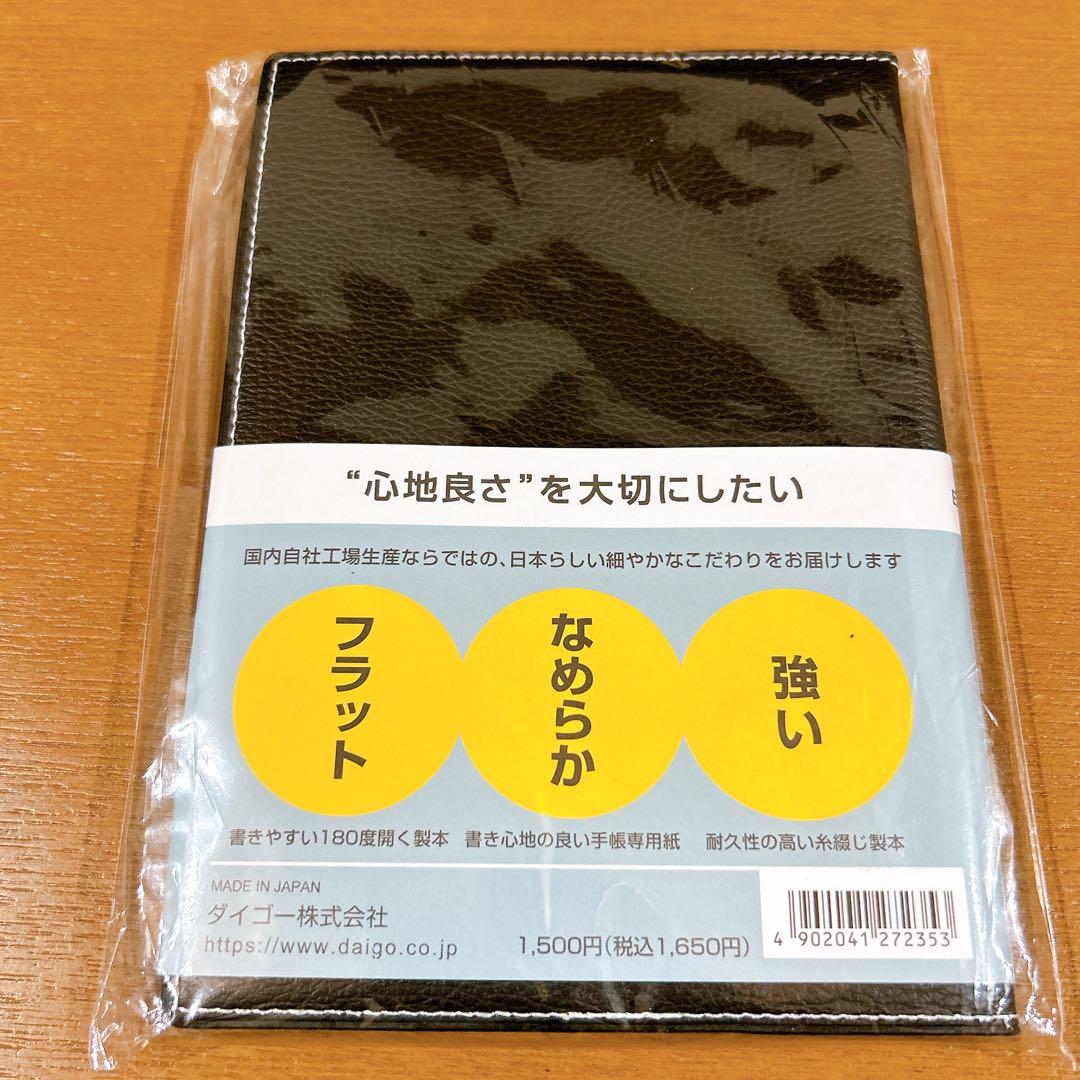 “心地良さ”を大切にしたい
国内自社工場生産ならではの、日本らしい細やかなこだわりをお届けします
フラット
なめらか
強い
書きやすい180度開く製本
書き心地の良い手帳専用紙
耐久性の高い糸綴じ製本
MADE IN JAPAN
ダイゴー株式会社
https://www.daigo.co.jp
1,500円(税込1,650円)
4 902041 272353